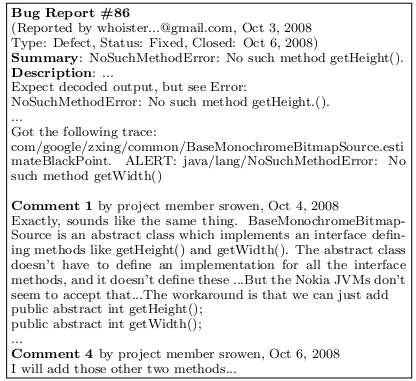 Bug Report #86
(Reported by whoister...@gmail.com, Oct 3, 2008
Type: Defect, Status: Fixed, Closed: Oct 6, 2008)
Summary: NoSuchMethodError: No such method getHeight().
Description: ...
Expect decoded output, but see Error:
NoSuchMethodError: No such method getHeight.().
...
Got the following trace:
com/google/zxing/common/BaseMonochromeBitmapSource.esti
mateBlackPoint. ALERT: java/lang/NoSuchMethodError: No
such method getWidth()
Comment 1 by project member srowen, Oct 4, 2008
Exactly, sounds like the same thing. BaseMonochromeBitmap-
Source is an abstract class which implements an interface defin-
ing methods like getHeight() and getWidth(). The abstract class
doesn't have to define an implementation for all the interface
methods, and it doesn't define these ...But the Nokia JVMs don't
seem to accept that...The workaround is that we can just add
public abstract int getHeight();
public abstract int getWidth();
...
Comment 4 by project member srowen, Oct 6, 2008
I will add those other two methods...